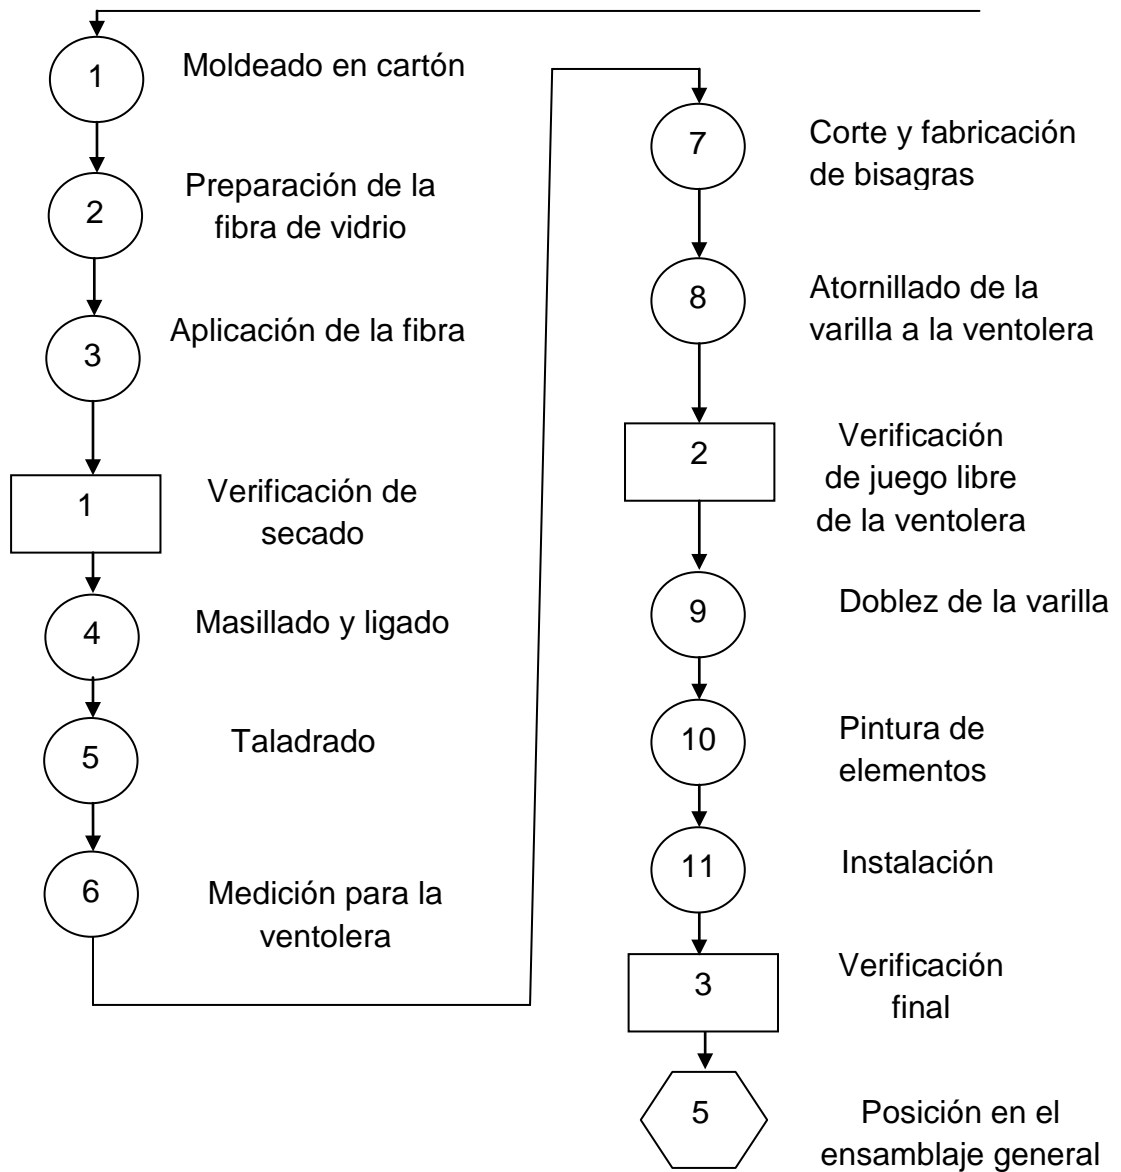 1
Moldeado en cartón
2
Preparación de la
fibra de vidrio
3
Aplicación de la fibra
1
Verificación de
secado
4
Masillado y ligado
5
Taladrado
6
Medición para la
ventolera
7
Corte y fabricación
de bisagras
8
Atornillado de la
varilla a la ventolera
2
Verificación
de juego libre
de la ventolera
9
Doblez de la varilla
10
Pintura de
elementos
11
Instalación
3
Verificación
final
5
Posición en el
ensamblaje general